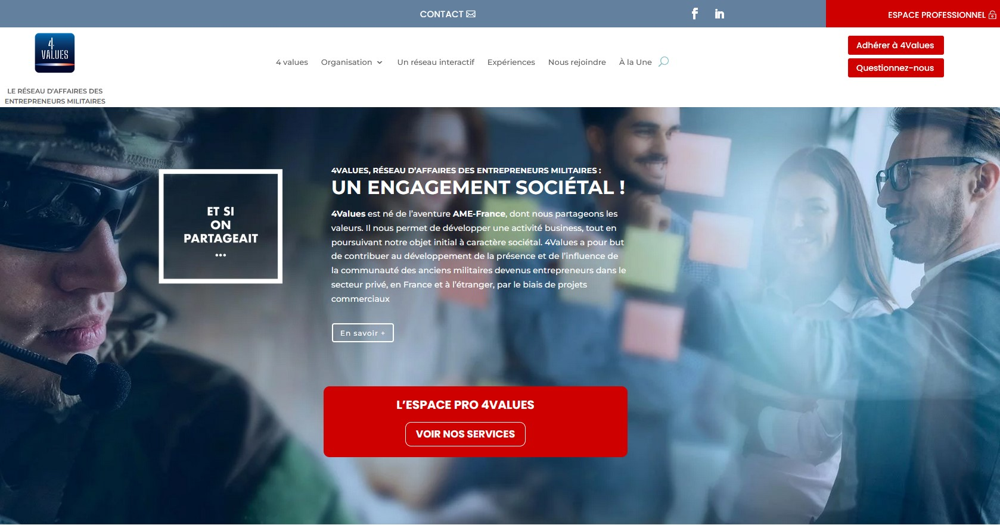 CONTACT
ESPACE PROFESSIONNEL
4
VALUES
LE RÉSEAU D’AFFAIRES DES
ENTREPRENEURS MILITAIRES
4 values
Organisation
Un réseau interactif
Expériences
Nous rejoindre
À la Une
Adhérer à 4Values
Questionnez-nous
ET SI
ON
PARTAGEAIT
...
4VALUES, RÉSEAU D’AFFAIRES DES ENTREPRENEURS MILITAIRES :
UN ENGAGEMENT SOCIÉTAL !
4Values est né de l’aventure AME-France, dont nous partageons les
valeurs. Il nous permet de développer une activité business, tout en
poursuivant notre objet initial à caractère sociétal. 4Values a pour but
de contribuer au développement de la présence et de l’influence de
la communauté des anciens militaires devenus entrepreneurs dans le
secteur privé, en France et à l’étranger, par le biais de projets
commerciaux
En savoir +
L’ESPACE PRO 4VALUES
VOIR NOS SERVICES